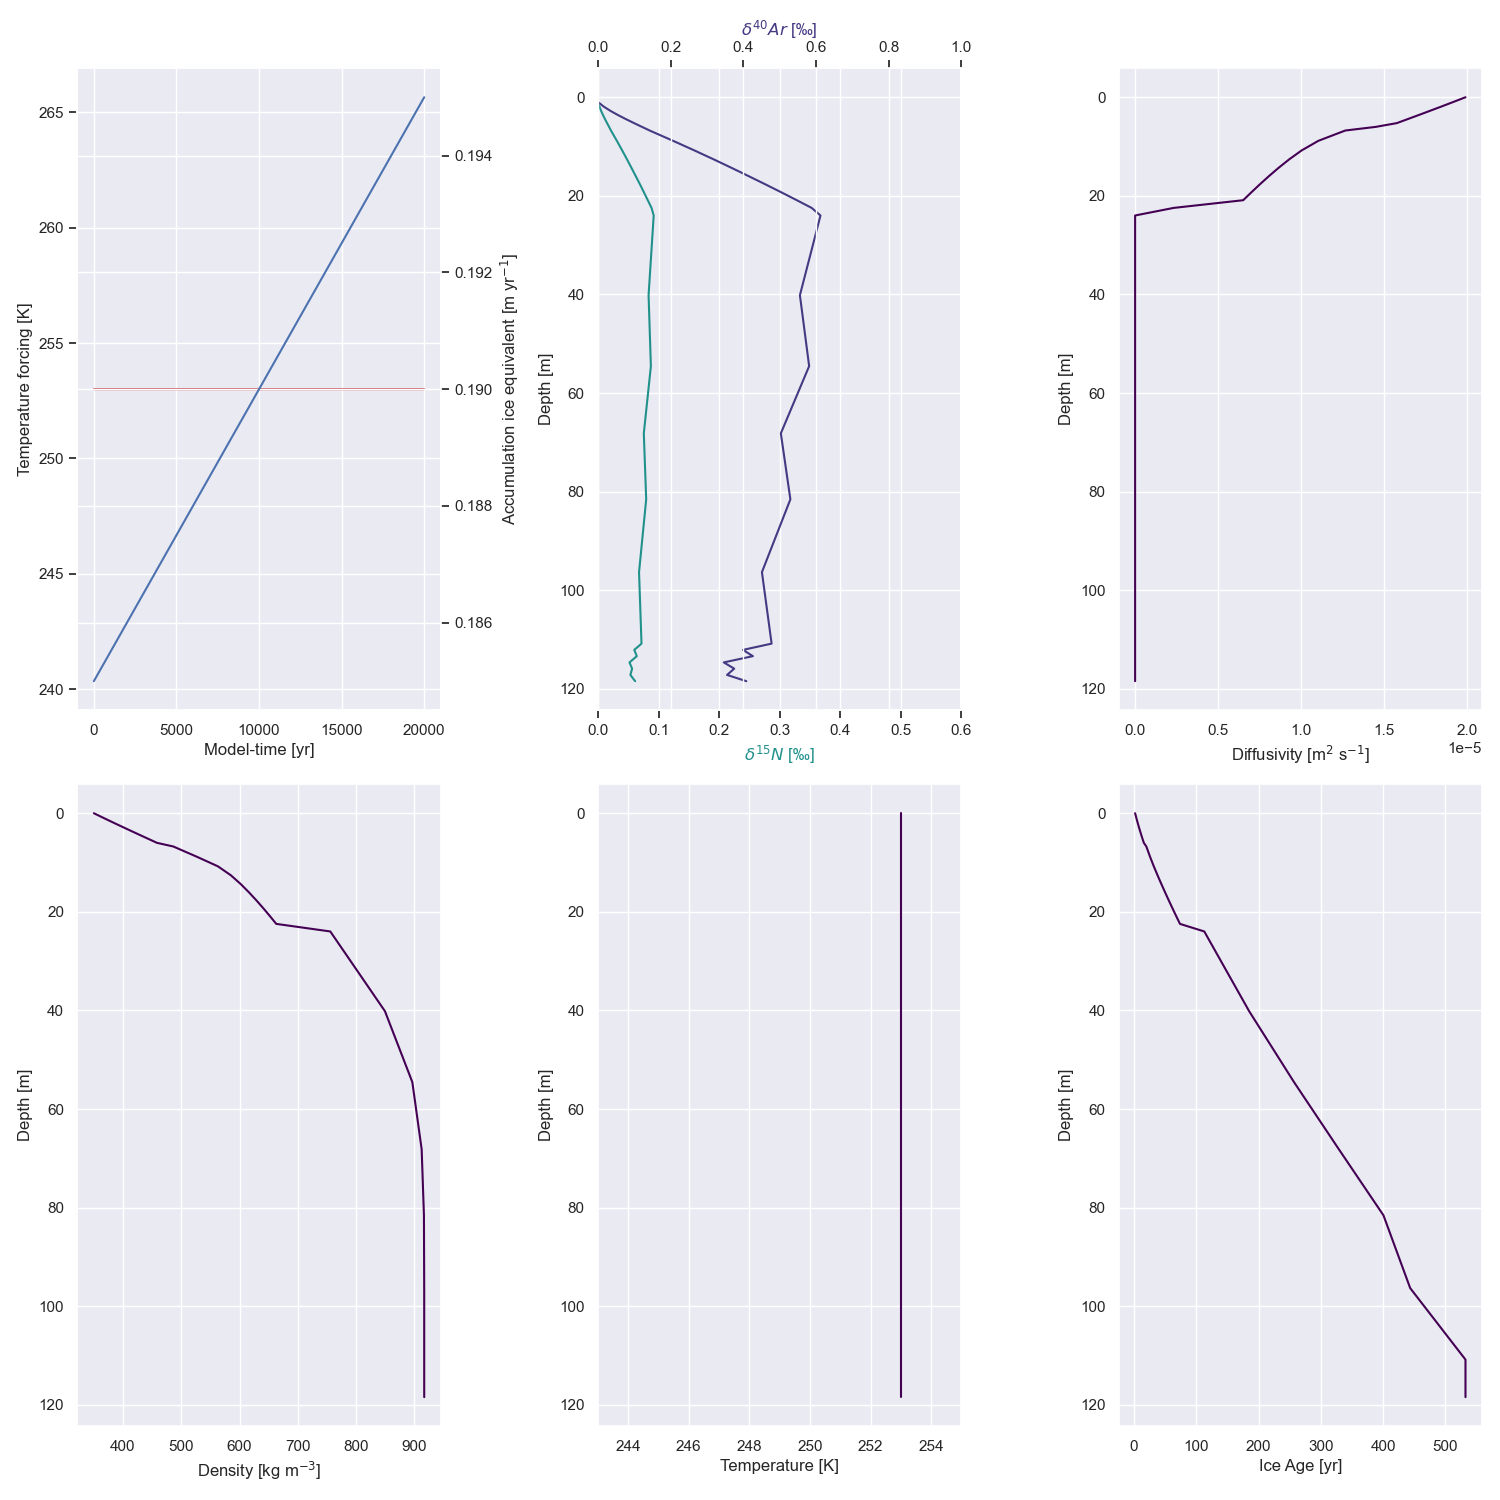 δ⁴⁰Ar [‰]
0.0 0.2 0.4 0.6 0.8 1.0
265
260
255
250
245
240
Temperature forcing [K]
0 5000 10000 15000 20000
Model-time [yr]
0.194
0.192
0.190
0.188
0.186
Accumulation ice equivalent [m yr⁻¹]
0
20
40
60
80
100
120
Depth [m]
0.0 0.1 0.2 0.3 0.4 0.5 0.6
δ¹⁵N [‰]
0
20
40
60
80
100
120
Depth [m]
0.0 0.5 1.0 1.5 2.0
1e−5
Diffusivity [m² s⁻¹]
0
20
40
60
80
100
120
Depth [m]
400 500 600 700 800 900
Density [kg m⁻³]
0
20
40
60
80
100
120
Depth [m]
244 246 248 250 252 254
Temperature [K]
0
20
40
60
80
100
120
Depth [m]
0 100 200 300 400 500
Ice Age [yr]